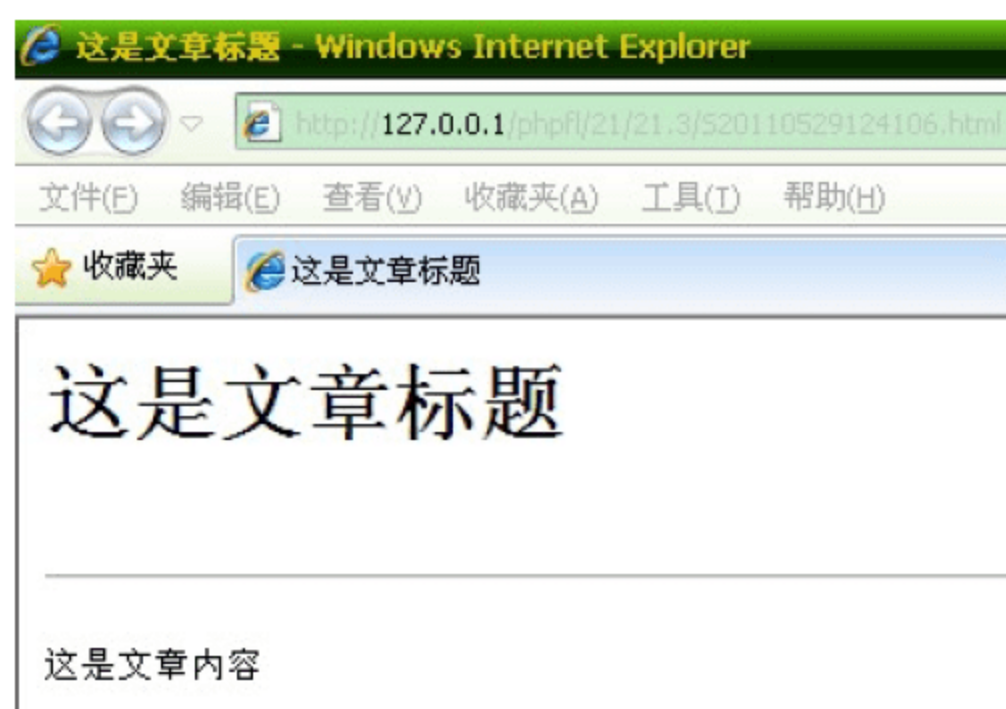 这是文章标题 - Windows Internet Explorer
http://127.0.0.1/phpfl/21/21.3/520110529124106.html
文件(F) 编辑(E) 查看(V) 收藏夹(A) 工具(T) 帮助(H)
收藏夹 这是文章标题
这是文章标题
这是文章内容